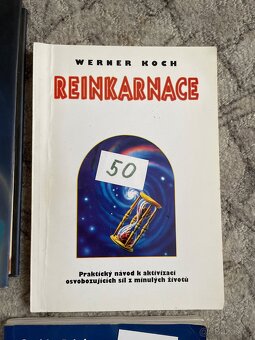 WERNER KOCH
REINKARNACE
50
Praktický návod k aktivizaci
osvobozujících sil z minulých životů